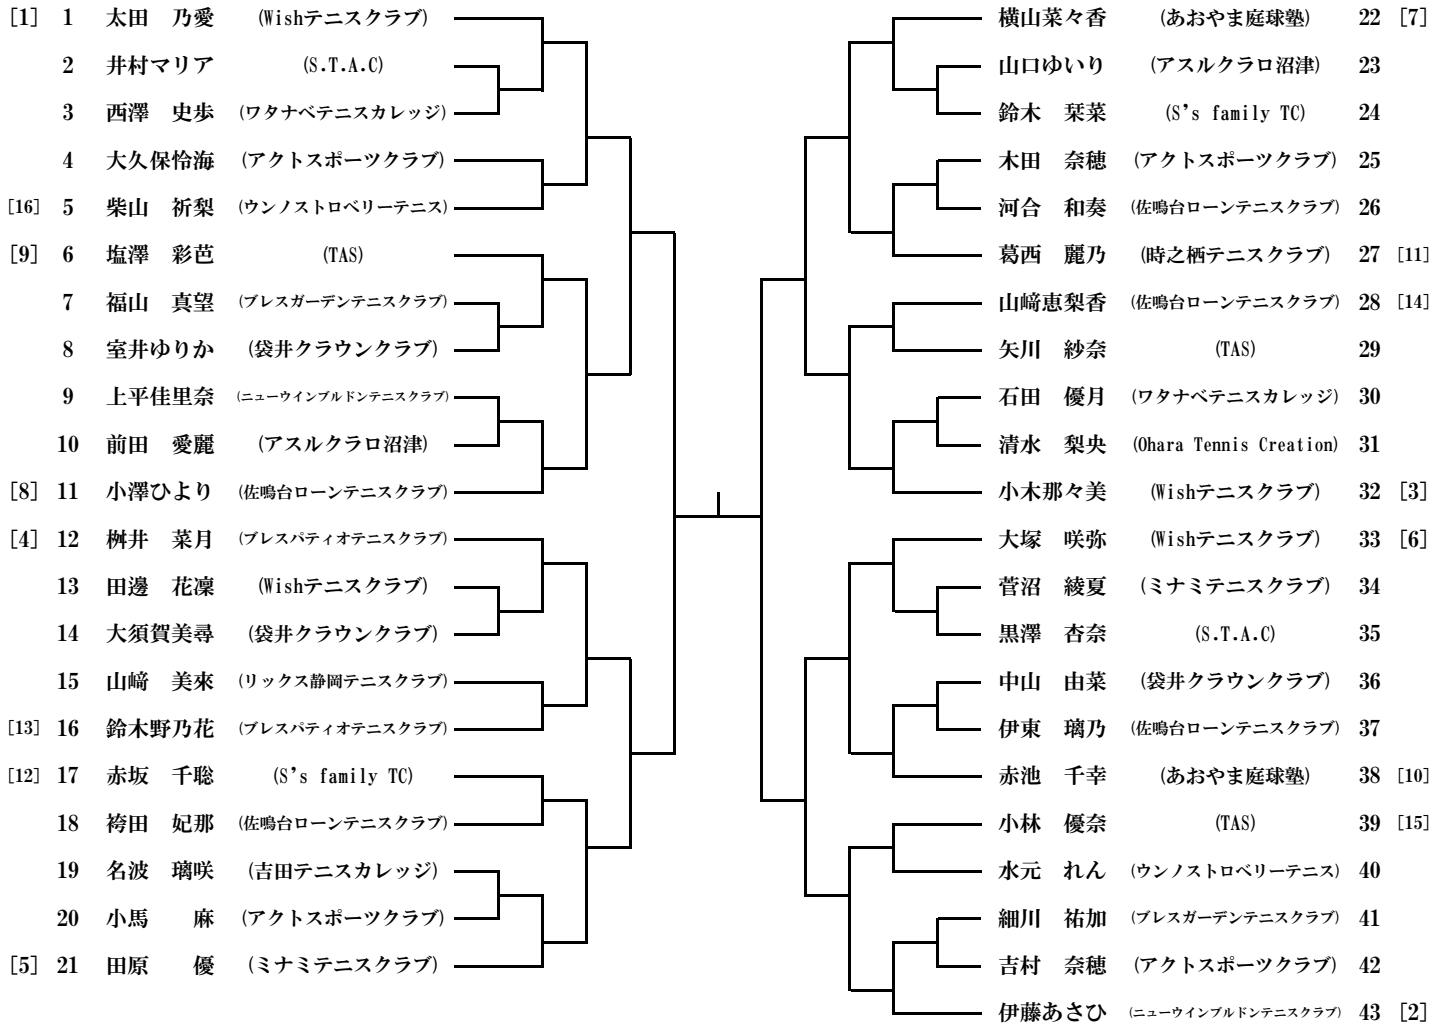 [1] 1 太田　乃愛 (Wishテニスクラブ)
2 井村マリア (S.T.A.C)
3 西澤　史歩 (ワタナベテニスカレッジ)
4 大久保怜海 (アクトスポーツクラブ)
[16] 5 柴山　祈梨 (ウンノストロベリーテニス)
[9] 6 塩澤　彩芭 (TAS)
7 福山　真望 (ブレスガーデンテニスクラブ)
8 室井ゆりか (袋井クラウンクラブ)
9 上平佳里奈 (ニューウインブルドンテニスクラブ)
10 前田　愛麗 (アスルクラロ沼津)
[8] 11 小澤ひより (佐鳴台ローンテニスクラブ)
[4] 12 桝井　菜月 (ブレスパティオテニスクラブ)
13 田邊　花凜 (Wishテニスクラブ)
14 大須賀美尋 (袋井クラウンクラブ)
15 山﨑　美來 (リックス静岡テニスクラブ)
[13] 16 鈴木野乃花 (ブレスパティオテニスクラブ)
[12] 17 赤坂　千聡 (S's family TC)
18 袴田　妃那 (佐鳴台ローンテニスクラブ)
19 名波　璃咲 (吉田テニスカレッジ)
20 小馬　　麻 (アクトスポーツクラブ)
[5] 21 田原　　優 (ミナミテニスクラブ)
横山菜々香 (あおやま庭球塾) 22 [7]
山口ゆいり (アスルクラロ沼津) 23
鈴木　栞菜 (S's family TC) 24
木田　奈穂 (アクトスポーツクラブ) 25
河合　和奏 (佐鳴台ローンテニスクラブ) 26
葛西　麗乃 (時之栖テニスクラブ) 27 [11]
山﨑恵梨香 (佐鳴台ローンテニスクラブ) 28 [14]
矢川　紗奈 (TAS) 29
石田　優月 (ワタナベテニスカレッジ) 30
清水　梨央 (Ohara Tennis Creation) 31
小木那々美 (Wishテニスクラブ) 32 [3]
大塚　咲弥 (Wishテニスクラブ) 33 [6]
菅沼　綾夏 (ミナミテニスクラブ) 34
黒澤　杏奈 (S.T.A.C) 35
中山　由菜 (袋井クラウンクラブ) 36
伊東　璃乃 (佐鳴台ローンテニスクラブ) 37
赤池　千幸 (あおやま庭球塾) 38 [10]
小林　優奈 (TAS) 39 [15]
水元　れん (ウンノストロベリーテニス) 40
細川　祐加 (ブレスガーデンテニスクラブ) 41
吉村　奈穂 (アクトスポーツクラブ) 42
伊藤あさひ (ニューウインブルドンテニスクラブ) 43 [2]